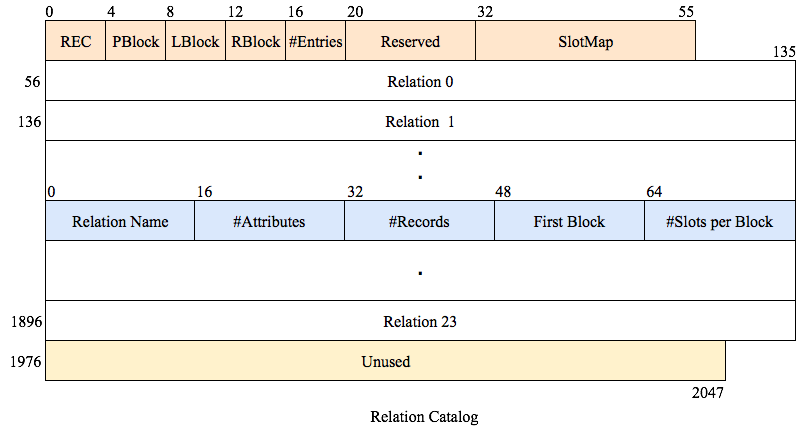 0 4 8 12 16 20 32 55
REC PBlock LBlock RBlock #Entries Reserved SlotMap
135
56 Relation 0
136 Relation 1
0 16 32 48 64
Relation Name #Attributes #Records First Block #Slots per Block
1896 Relation 23
1976 Unused
2047
Relation Catalog